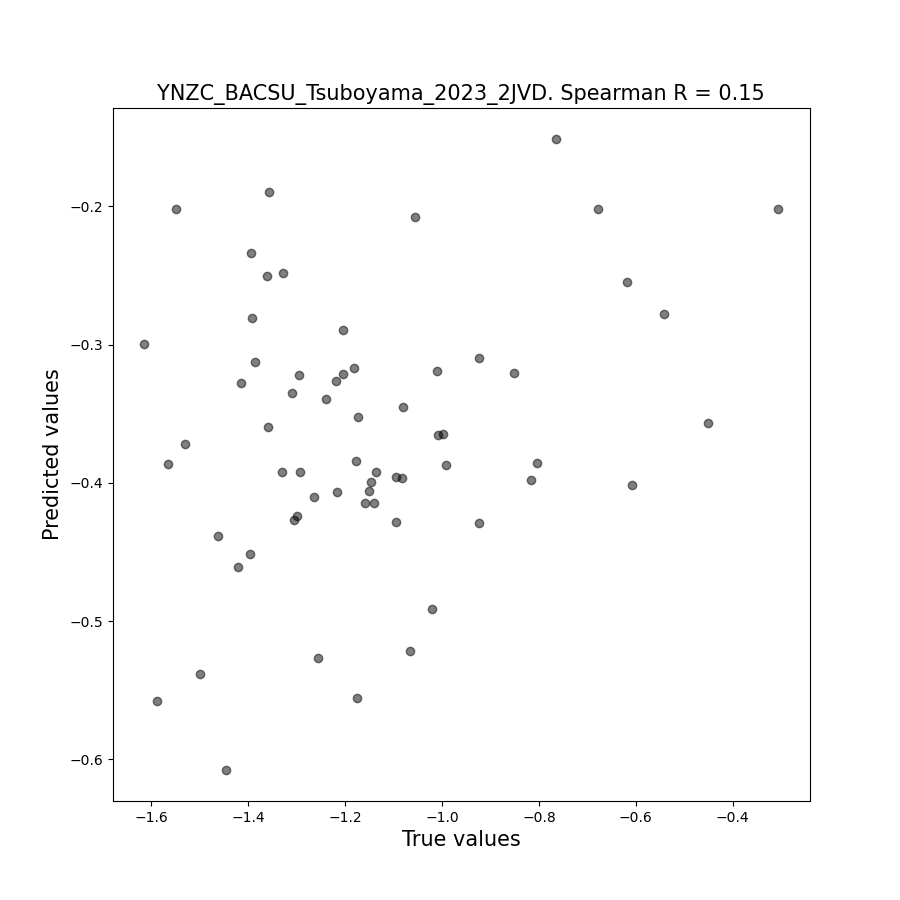 YNZC_BACSU_Tsuboyama_2023_2JVD. Spearman R = 0.15
−0.2
−0.3
−0.4
−0.5
−0.6
Predicted values
−1.6 −1.4 −1.2 −1.0 −0.8 −0.6 −0.4
True values